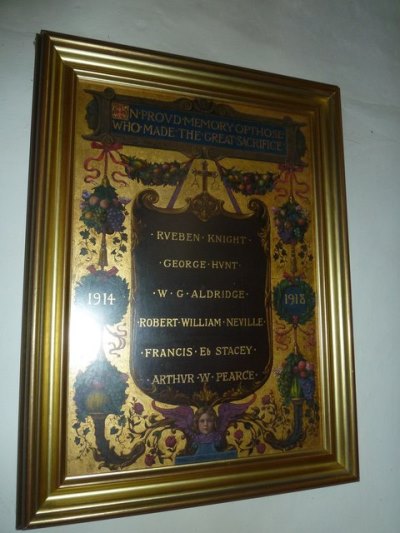 IN·PROVD·MEMORY·OF·THOSE
WHO·MADE·THE·GREAT·SACRIFICE
·RVEBEN·KNIGHT·
·GEORGE·HVNT·
·W·G·ALDRIDGE·
1914
1918
·ROBERT·WILLIAM·NEVILLE·
·FRANCIS·Eb·STACEY·
·ARTHVR·W·PEARCE·